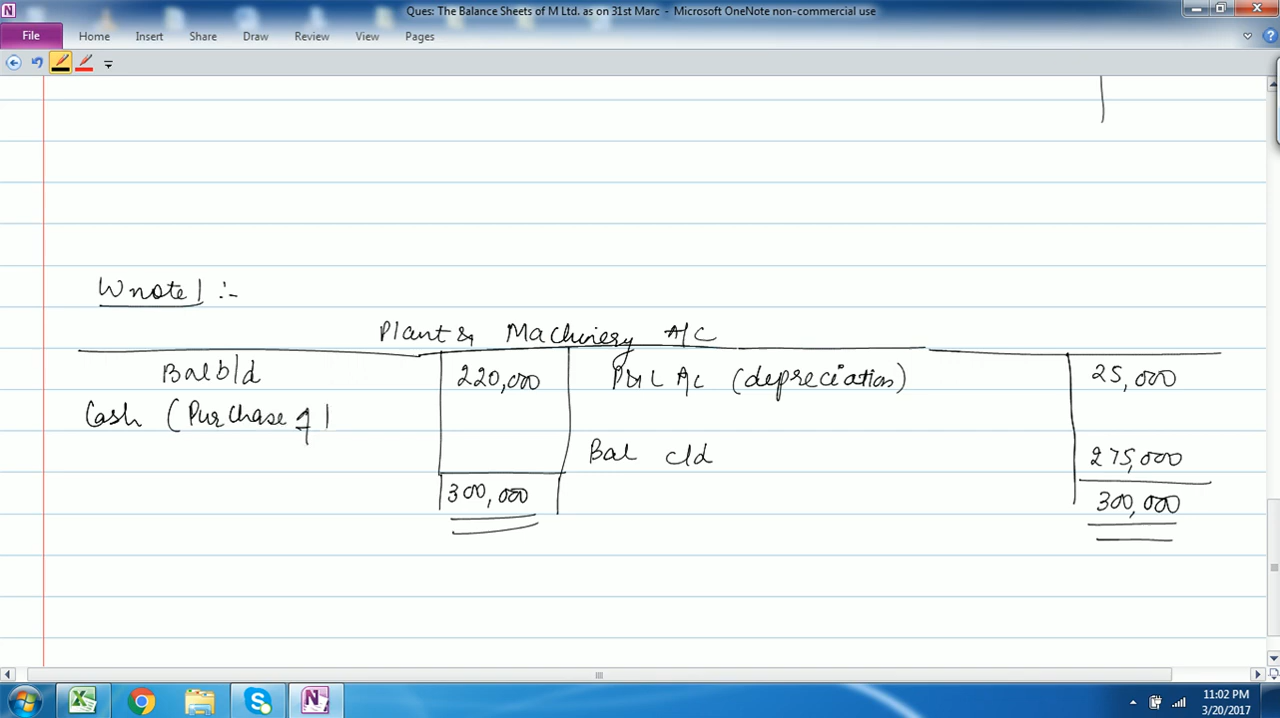 Ques: The Balance Sheets of M Ltd. as on 31st Marc - Microsoft OneNote non-commercial use
File Home Insert Share Draw Review View Pages
W note 1 :-
Plant & Machinery A/C
Bal b/d 220,000 P&L A/c (depreciation) 25,000
Cash (Purchase of
Bal c/d 275,000
300,000 300,000
11:02 PM
3/20/2017